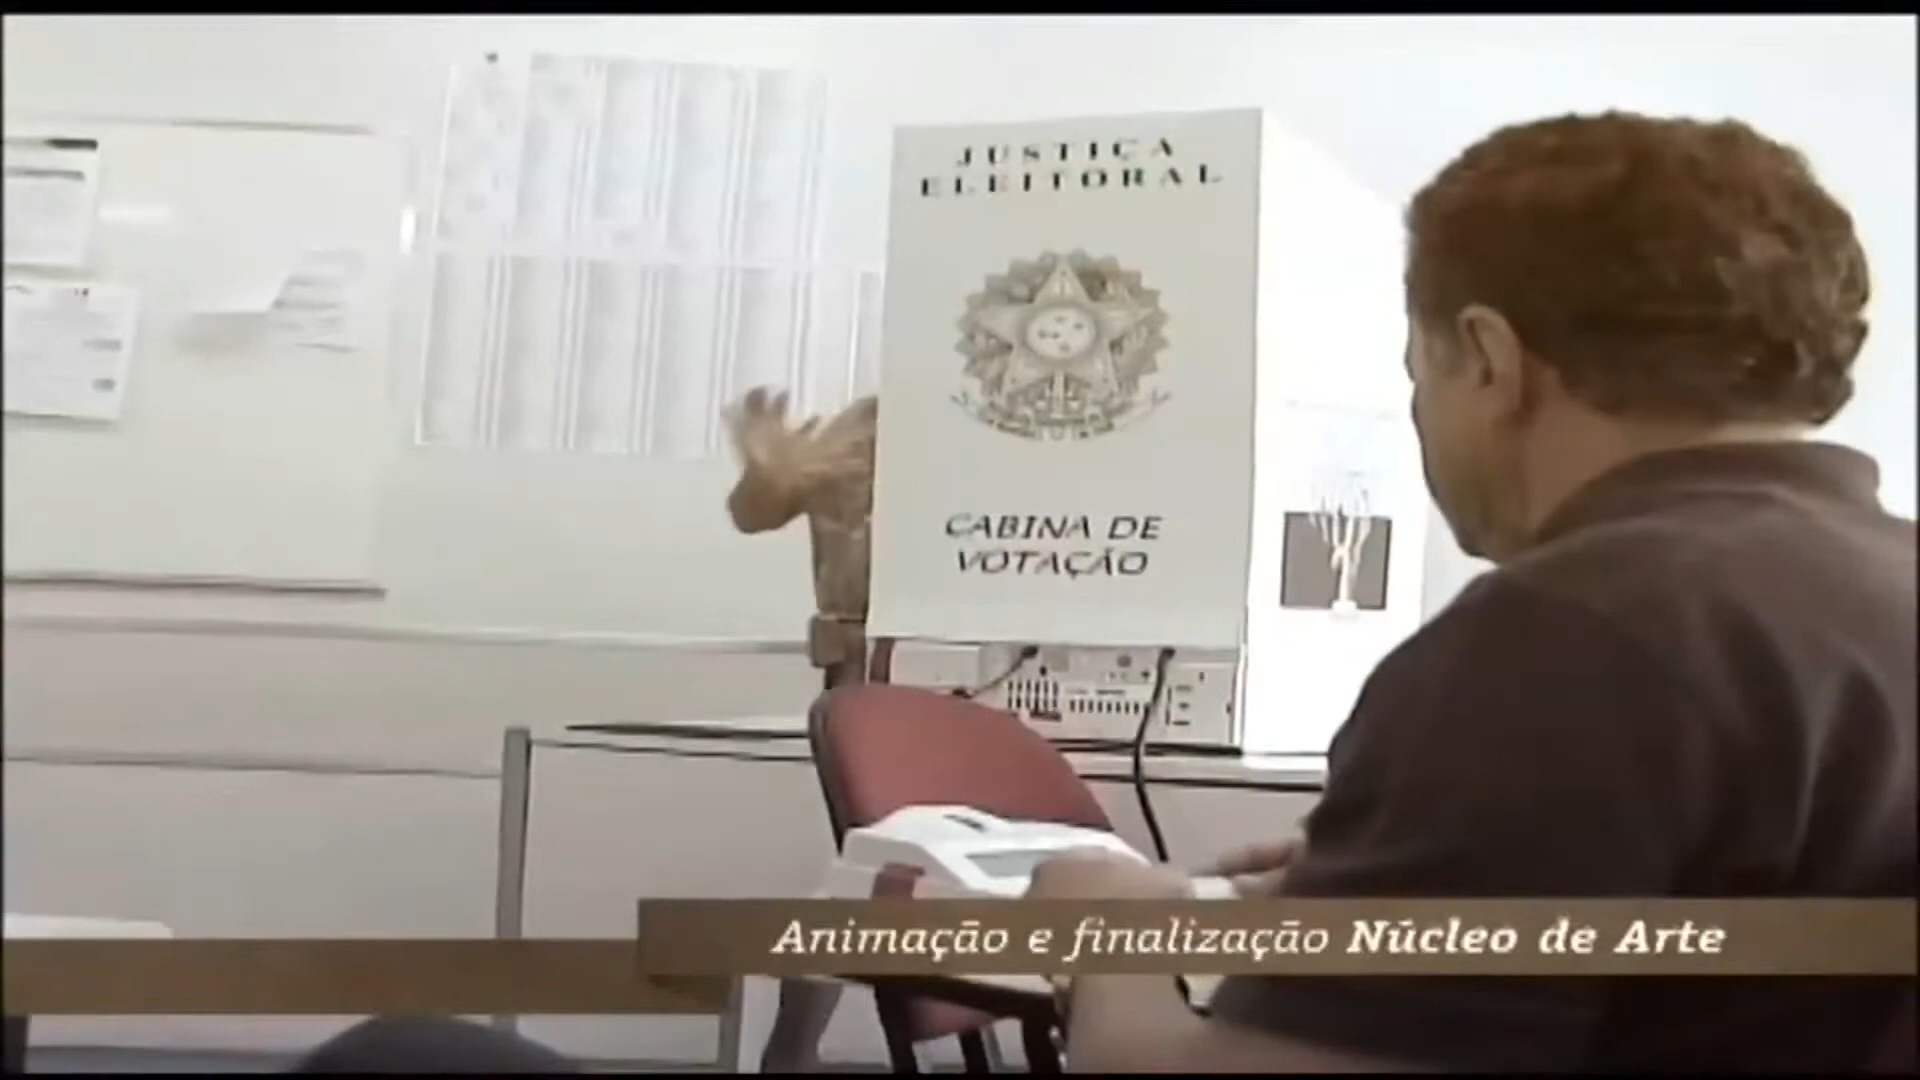 JUSTIÇA
ELEITORAL
CABINA DE
VOTAÇÃO
Animação e finalização Núcleo de Arte